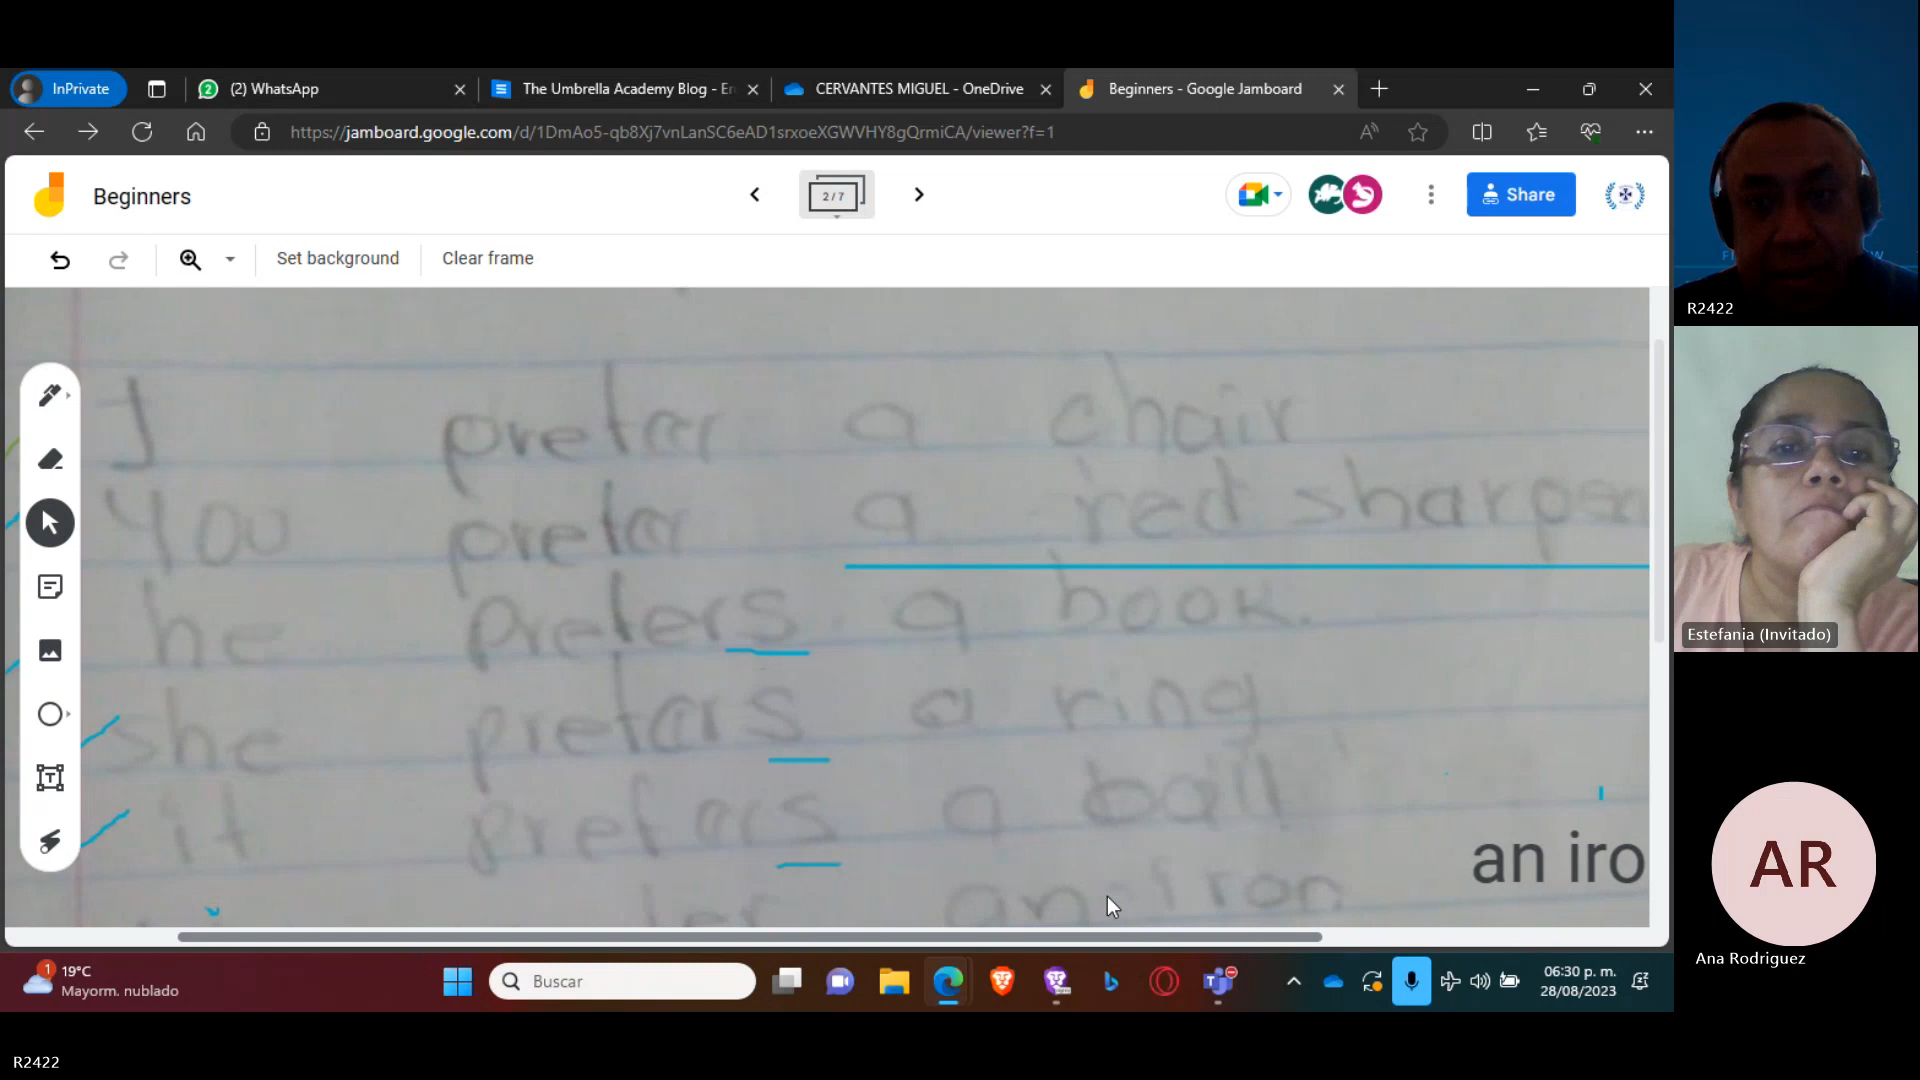 InPrivate
(2) WhatsApp
The Umbrella Academy Blog - En
CERVANTES MIGUEL - OneDrive
Beginners - Google Jamboard
https://jamboard.google.com/d/1DmAo5-qb8Xj7vnLanSC6eAD1srxoeXGWVHY8gQrmiCA/viewer?f=1
Beginners
2 / 7
Share
Set background
Clear frame
I prefer a chair
You prefer a red sharpen
he prefers a book.
she prefers a ring
it prefers a ball
an iron
an iro
R2422
Estefania (Invitado)
AR
Ana Rodriguez
1
19°C
Mayorm. nublado
Buscar
06:30 p. m.
28/08/2023
R2422